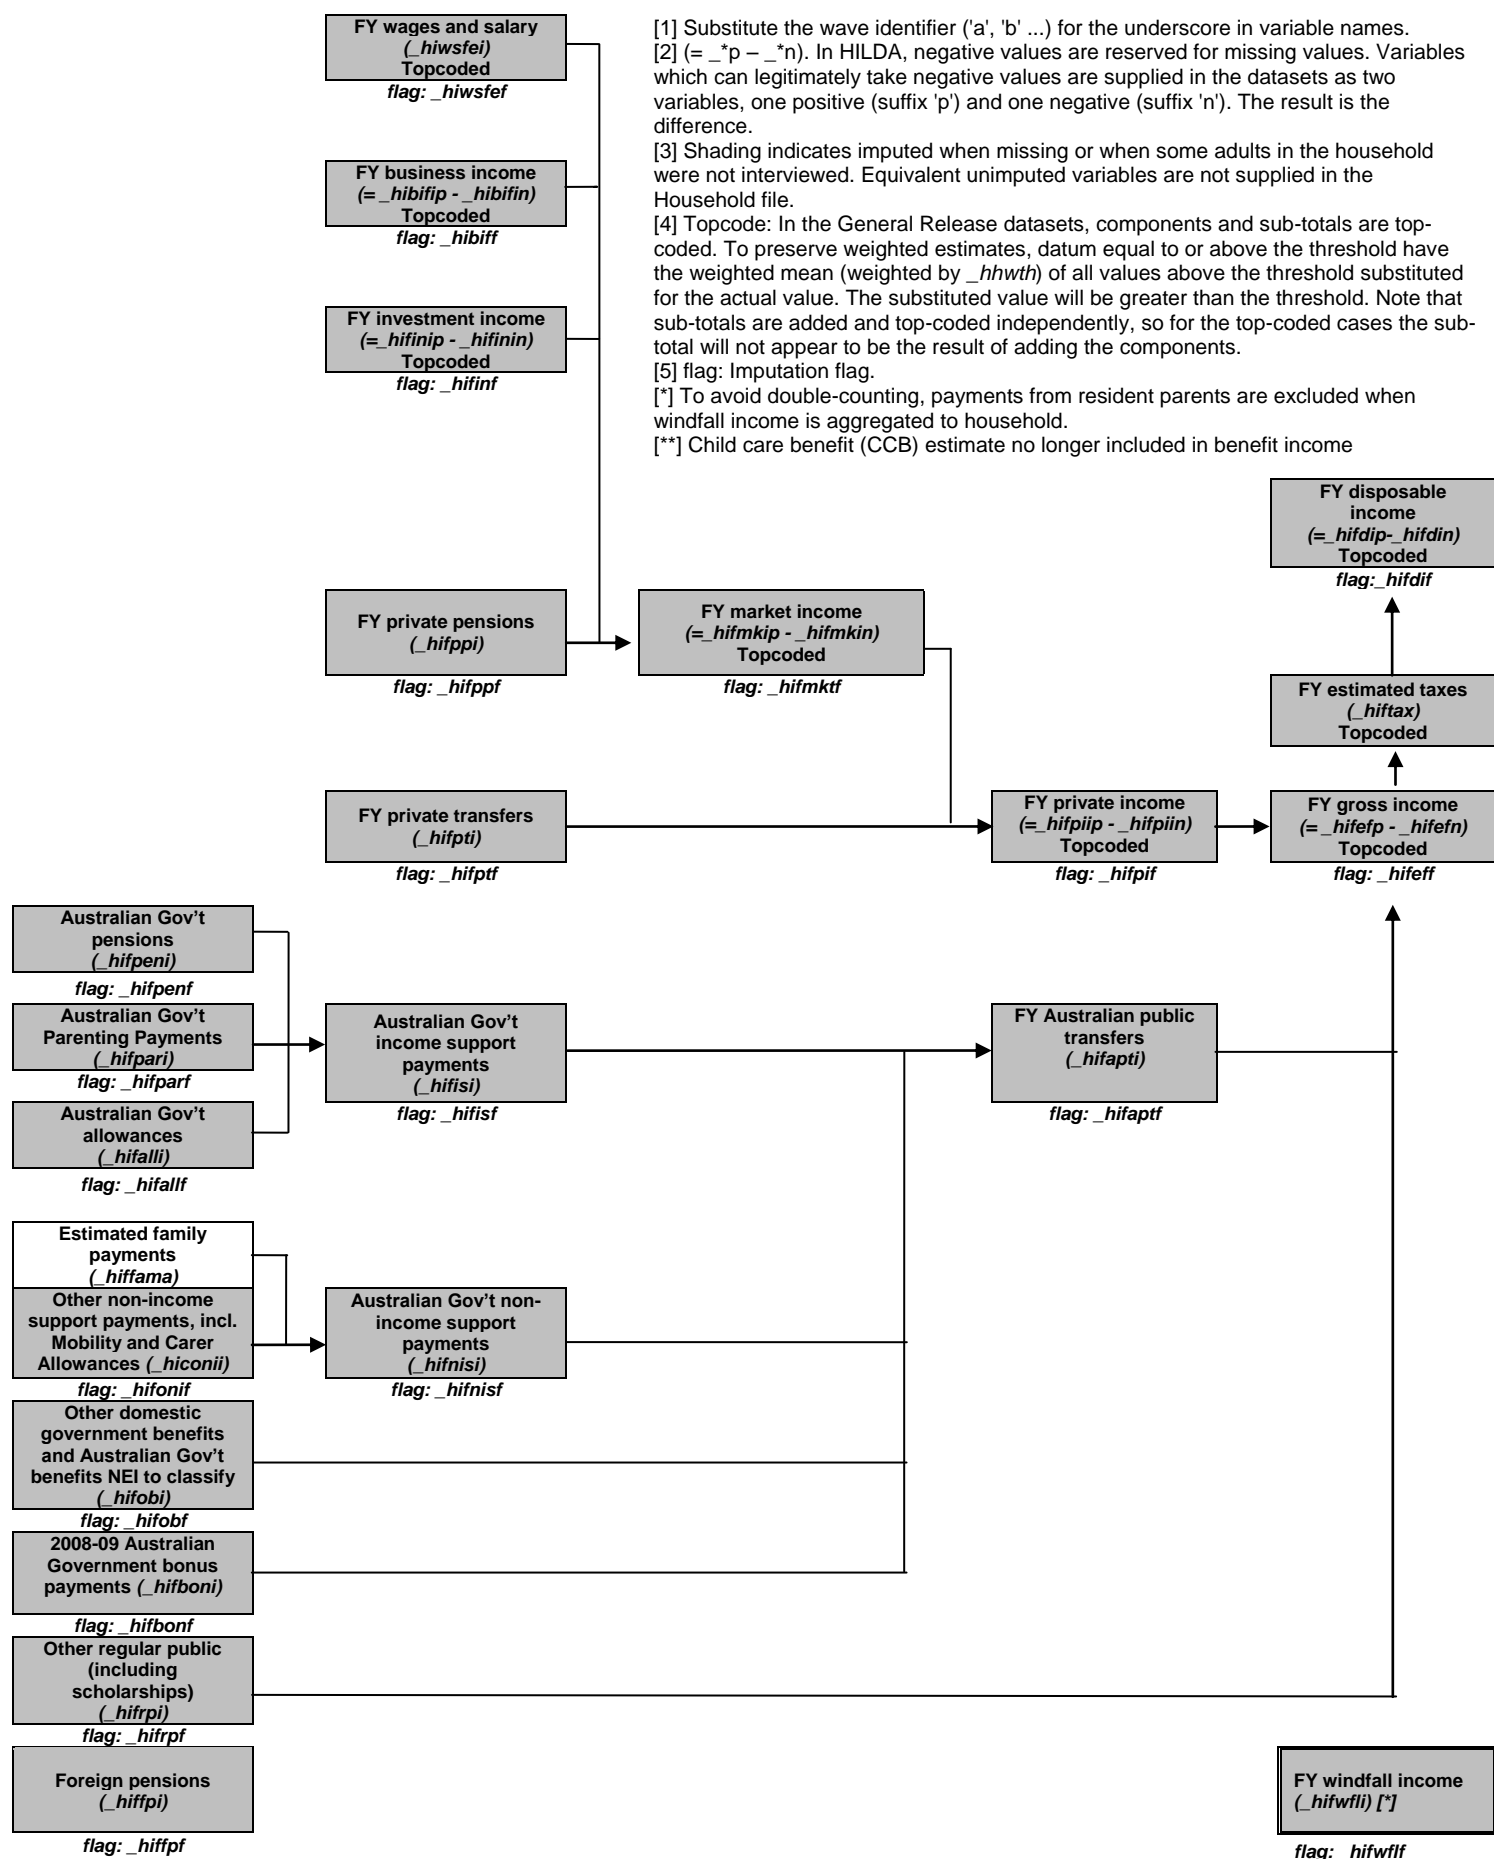 FY wages and salary
(_hiwsfei)
Topcoded
flag: _hiwsfef
FY business income
(= _hibifip - _hibifin)
Topcoded
flag: _hibiff
FY investment income
(=_hifinip - _hifinin)
Topcoded
flag: _hifinf
[1] Substitute the wave identifier ('a', 'b' ...) for the underscore in variable names.
[2] (= _*p – _*n). In HILDA, negative values are reserved for missing values. Variables
which can legitimately take negative values are supplied in the datasets as two
variables, one positive (suffix 'p') and one negative (suffix 'n'). The result is the
difference.
[3] Shading indicates imputed when missing or when some adults in the household
were not interviewed. Equivalent unimputed variables are not supplied in the
Household file.
[4] Topcode: In the General Release datasets, components and sub-totals are top-
coded. To preserve weighted estimates, datum equal to or above the threshold have
the weighted mean (weighted by _hhwth) of all values above the threshold substituted
for the actual value. The substituted value will be greater than the threshold. Note that
sub-totals are added and top-coded independently, so for the top-coded cases the sub-
total will not appear to be the result of adding the components.
[5] flag: Imputation flag.
[*] To avoid double-counting, payments from resident parents are excluded when
windfall income is aggregated to household.
[**] Child care benefit (CCB) estimate no longer included in benefit income
FY disposable
income
(=_hifdip-_hifdin)
Topcoded
flag:_hifdif
FY private pensions
(_hifppi)
flag: _hifppf
FY market income
(=_hifmkip - _hifmkin)
Topcoded
flag: _hifmktf
FY estimated taxes
(_hiftax)
Topcoded
FY private transfers
(_hifpti)
flag: _hifptf
FY private income
(=_hifpiip - _hifpiin)
Topcoded
flag: _hifpif
FY gross income
(= _hifefp - _hifefn)
Topcoded
flag: _hifeff
Australian Gov’t
pensions
(_hifpeni)
flag: _hifpenf
Australian Gov’t
Parenting Payments
(_hifpari)
flag: _hifparf
Australian Gov’t
allowances
(_hifalli)
flag: _hifallf
Australian Gov’t
income support
payments
(_hifisi)
flag: _hifisf
FY Australian public
transfers
(_hifapti)
flag: _hifaptf
Estimated family
payments
(_hiffama)
Other non-income
support payments, incl.
Mobility and Carer
Allowances (_hiconii)
flag: _hifonif
Australian Gov’t non-
income support
payments
(_hifnisi)
flag: _hifnisf
Other domestic
government benefits
and Australian Gov’t
benefits NEI to classify
(_hifobi)
flag: _hifobf
2008-09 Australian
Government bonus
payments (_hifboni)
flag: _hifbonf
Other regular public
(including
scholarships)
(_hifrpi)
flag: _hifrpf
Foreign pensions
(_hiffpi)
flag: _hiffpf
FY windfall income
(_hifwfli) [*]
flag: _hifwflf